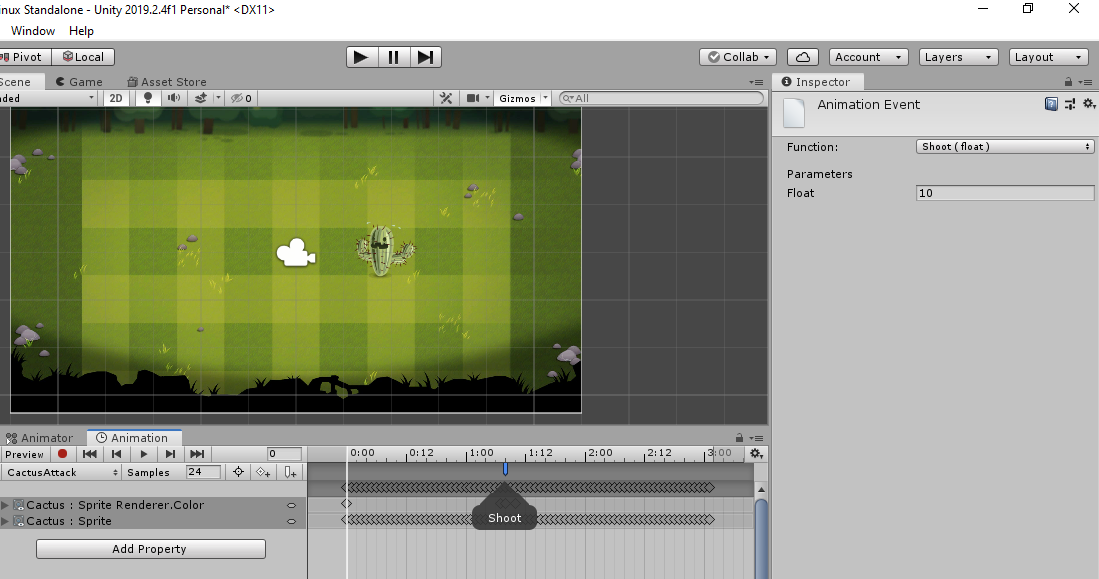 inux Standalone - Unity 2019.2.4f1 Personal* <DX11>
Window Help
Pivot Local Collab Account Layers Layout
Scene Game Asset Store Inspector
ded 2D 0 Gizmos All
Animation Event
Function: Shoot ( float )
Parameters
Float 10
Animator Animation
Preview 0 0:00 0:12 1:00 1:12 2:00 2:12 3:00
CactusAttack Samples 24
Cactus : Sprite Renderer.Color
Shoot
Cactus : Sprite
Add Property